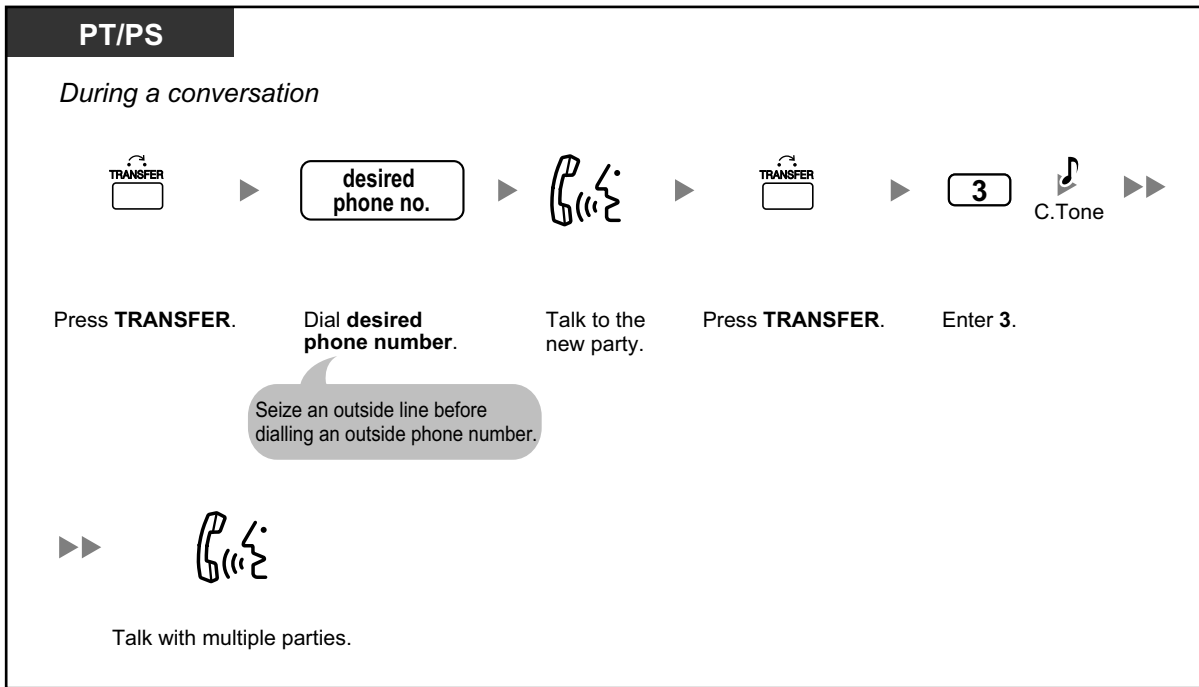 PT/PS
During a conversation
TRANSFER
desired
phone no.
TRANSFER
3
C.Tone
Press TRANSFER.
Dial desired
phone number.
Talk to the
new party.
Press TRANSFER.
Enter 3.
Seize an outside line before
dialling an outside phone number.
Talk with multiple parties.